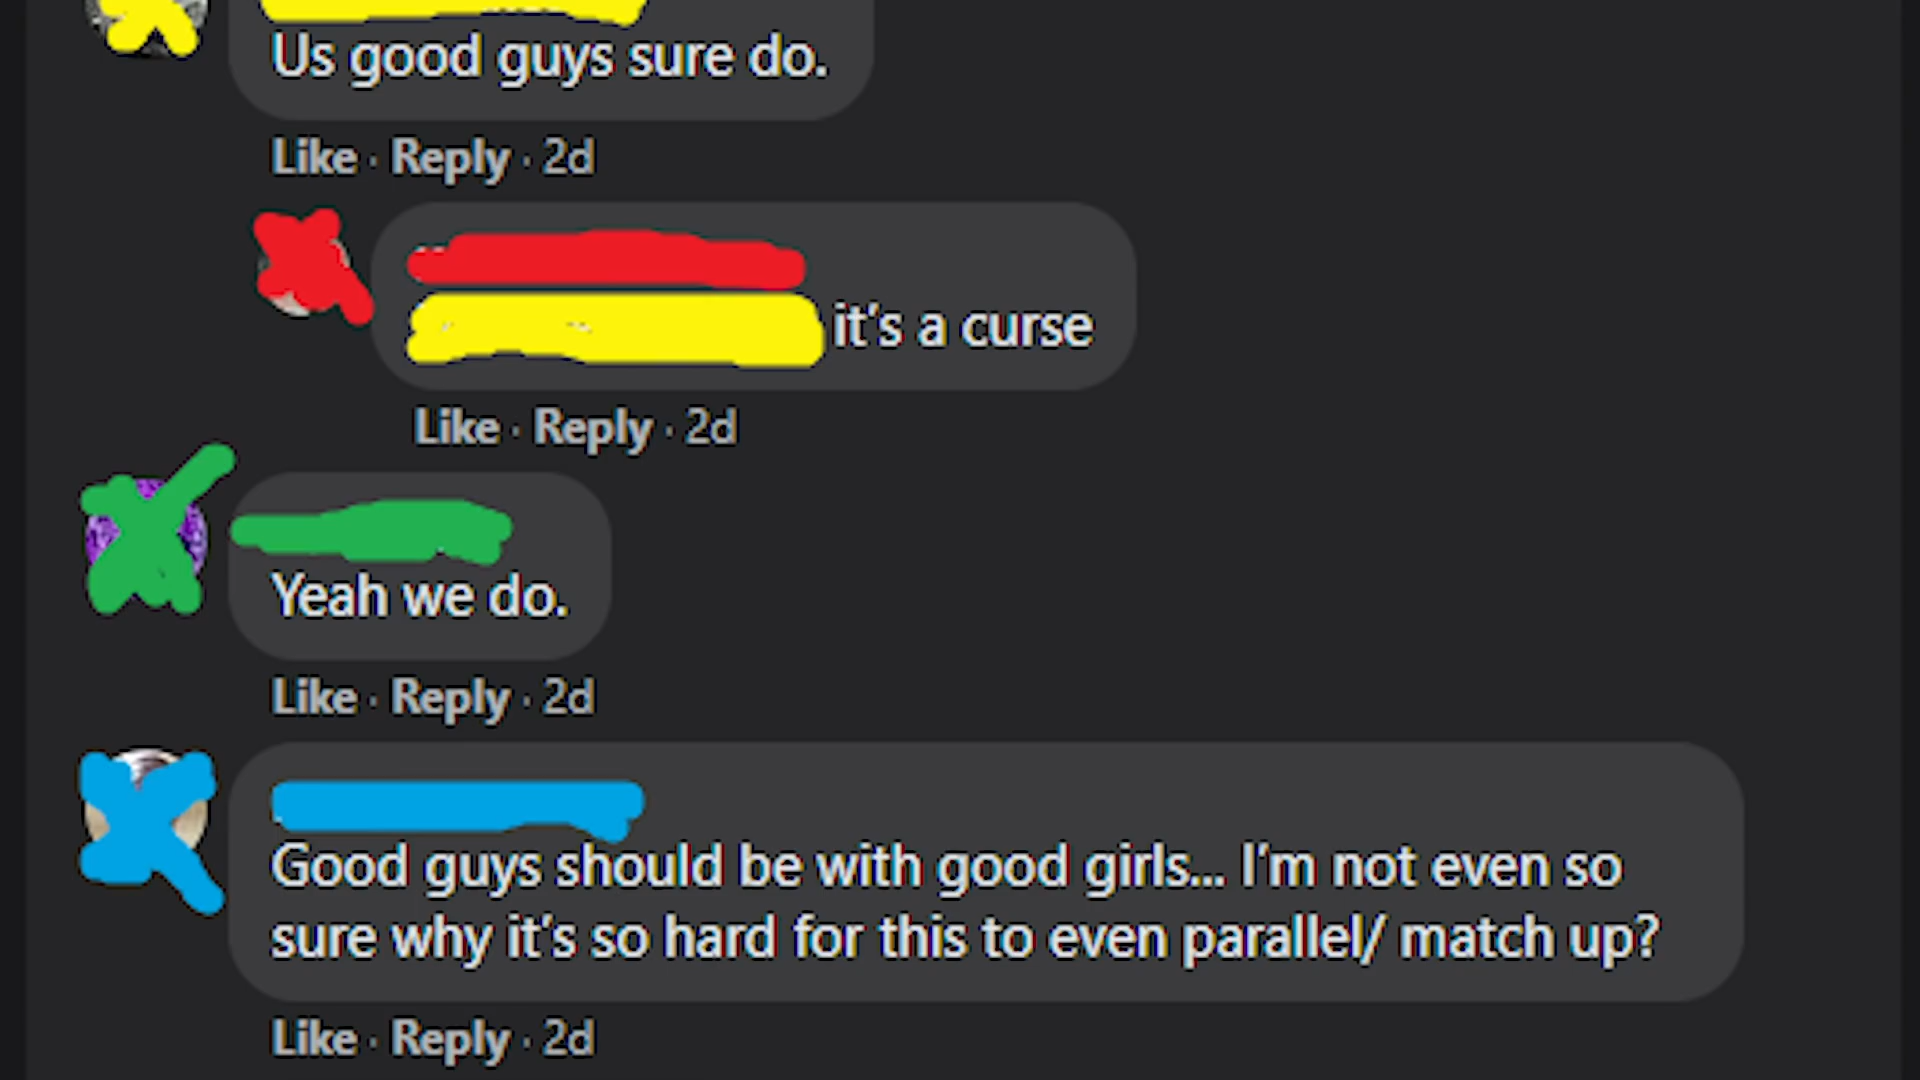 Us good guys sure do.
Like · Reply · 2d
it's a curse
Like · Reply · 2d
Yeah we do.
Like · Reply · 2d
Good guys should be with good girls... I'm not even so
sure why it's so hard for this to even parallel/ match up?
Like · Reply · 2d